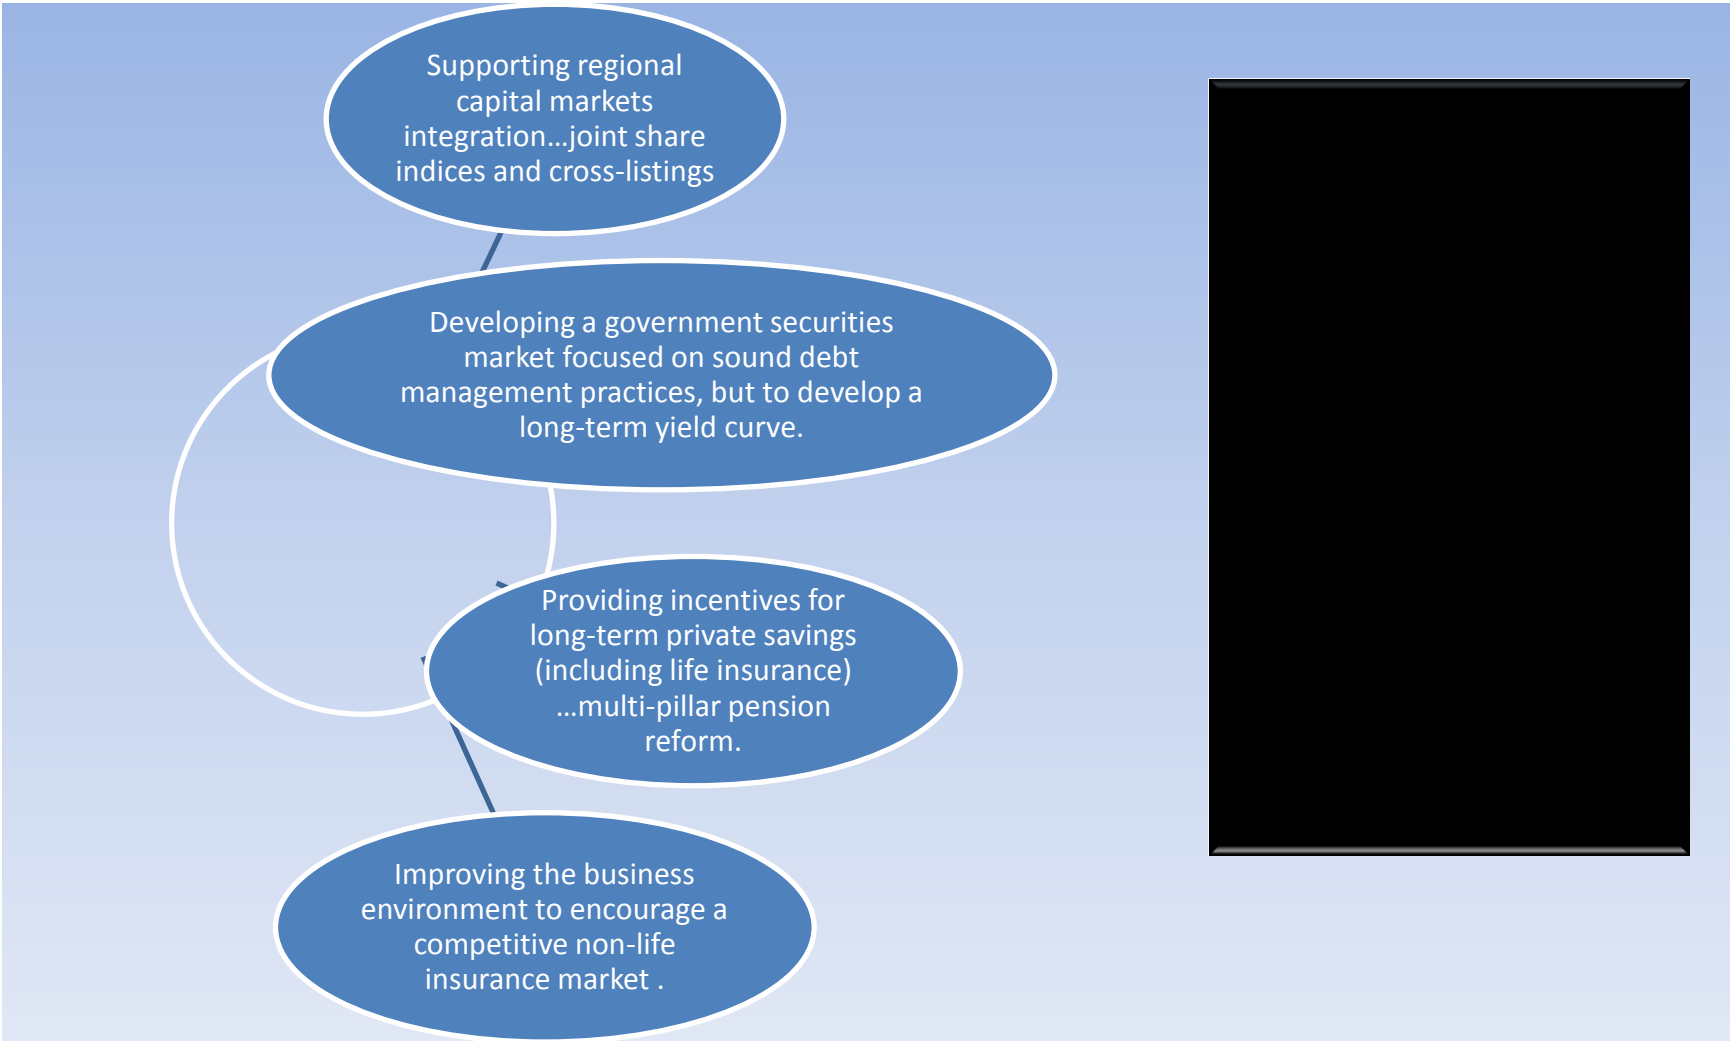 Supporting regional
capital markets
integration…joint share
indices and cross-listings
Developing a government securities
market focused on sound debt
management practices, but to develop a
long-term yield curve.
Providing incentives for
long-term private savings
(including life insurance)
…multi-pillar pension
reform.
Improving the business
environment to encourage a
competitive non-life
insurance market .